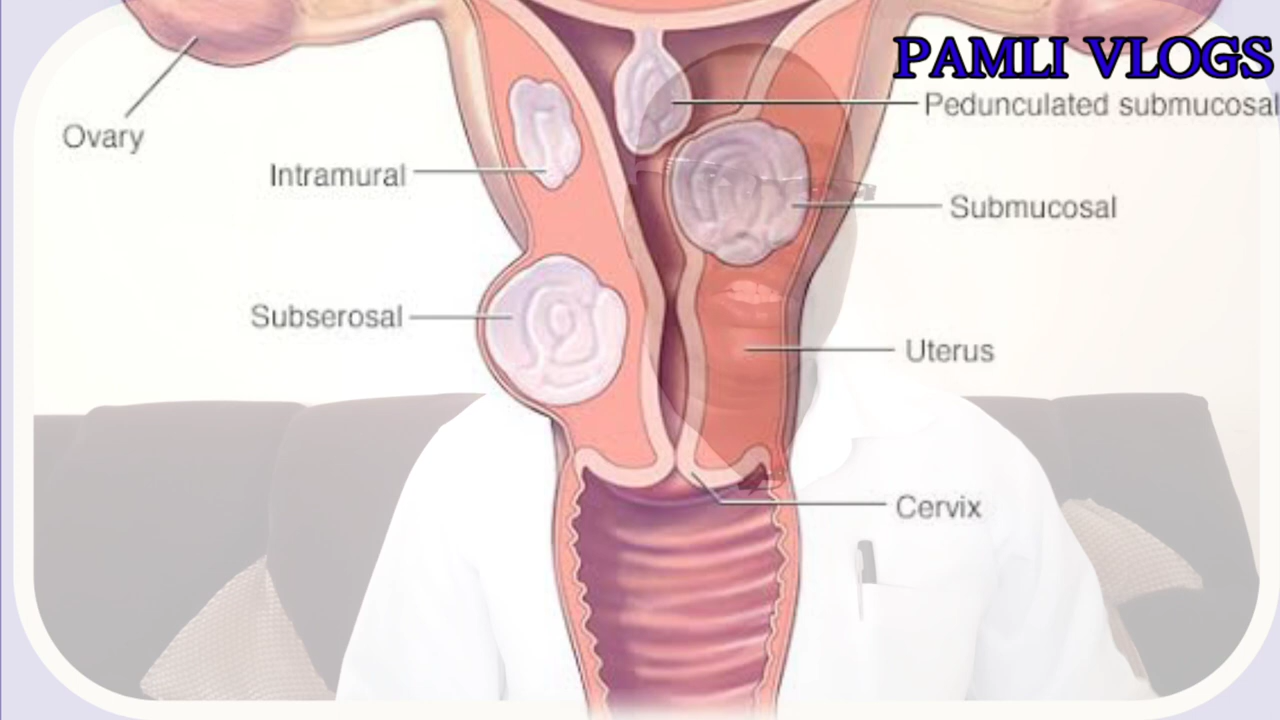 PAMLI VLOGS
Pedunculated submucosal
Ovary
Intramural
Submucosal
Subserosal
Uterus
Cervix